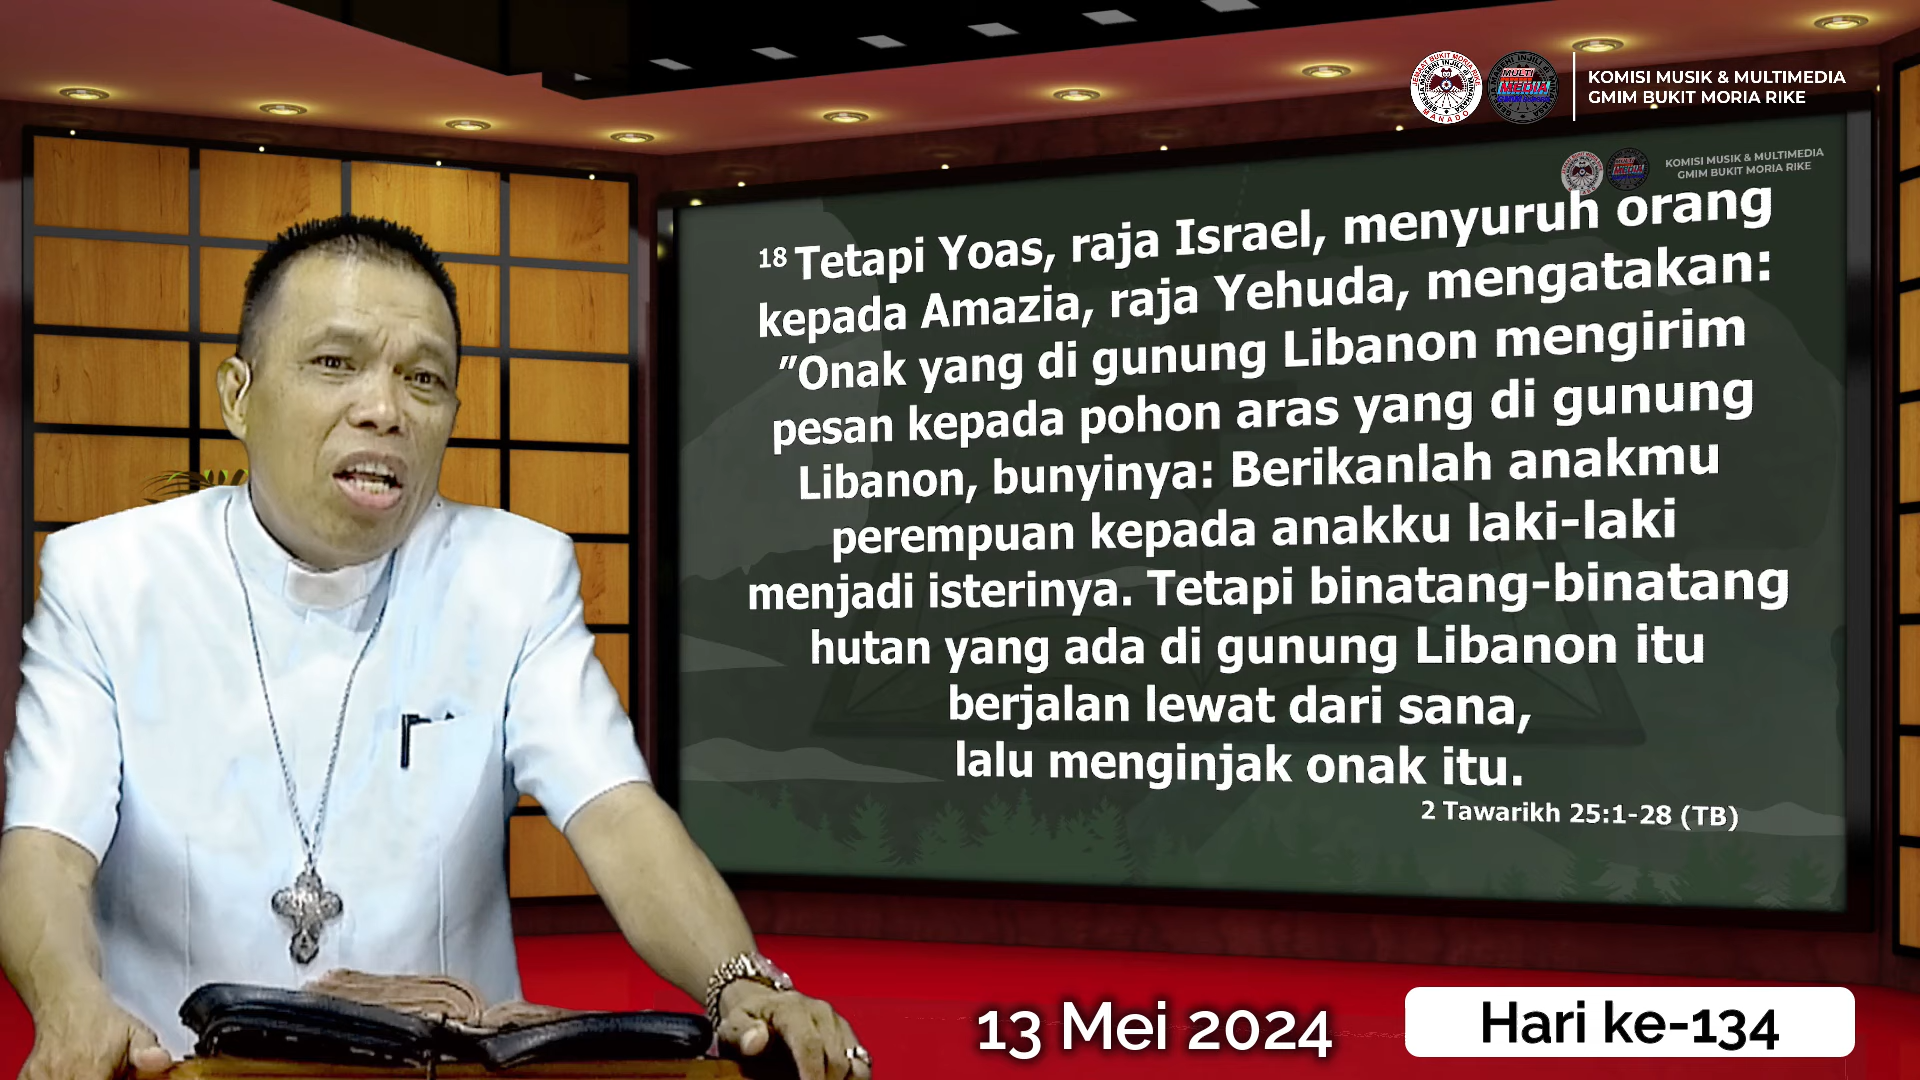 KOMISI MUSIK & MULTIMEDIA
GMIM BUKIT MORIA RIKE
MANADO
MULTI
MEDIA
KOMISI MUSIK & MULTIMEDIA
GMIM BUKIT MORIA RIKE
18 Tetapi Yoas, raja Israel, menyuruh orang
kepada Amazia, raja Yehuda, mengatakan:
"Onak yang di gunung Libanon mengirim
pesan kepada pohon aras yang di gunung
Libanon, bunyinya: Berikanlah anakmu
perempuan kepada anakku laki-laki
menjadi isterinya. Tetapi binatang-binatang
hutan yang ada di gunung Libanon itu
berjalan lewat dari sana,
lalu menginjak onak itu.
2 Tawarikh 25:1-28 (TB)
13 Mei 2024
Hari ke-134